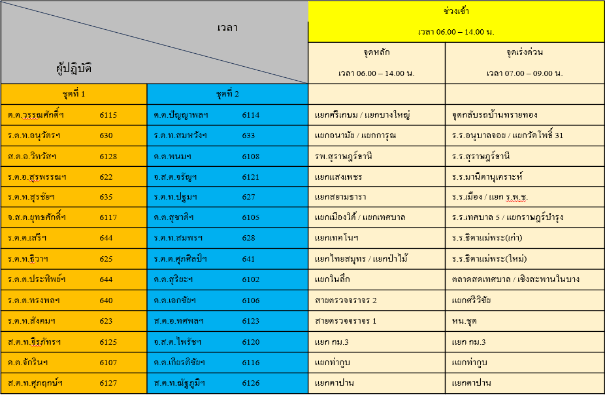 ช่วงเช้า
เวลา
เวลา 06.00 – 14.00 น.
ผู้ปฏิบัติ
จุดหลัก จุดเร่งด่วน
เวลา 06.00 – 14.00 น. เวลา 07.00 – 09.00 น.
ชุดที่ 1 ชุดที่ 2
ด.ต.วรรณศักดิ์ฯ 6115 ด.ต.ปัญญาพลฯ 6114 แยกศรีเกษม / แยกบางใหญ่ จุดกลับรถบ้านทรายทอง
ร.ต.ท.อนุวัตรฯ 630 ร.ต.ท.สมหวังฯ 633 แยกอนามัย / แยกการุณ ร.ร.อนุบาลจอย / แยกวัดโพธิ์ 31
ส.ต.อ.วิทวัสฯ 6128 ด.ต.พนมฯ 6108 รพ.สุราษฎร์ธานี ร.ร.สุราษฎร์ธานี
ร.ต.อ.สุรพรรณฯ 622 จ.ส.ต.จรัญฯ 6121 แยกแสงเพชร ร.ร.มานิตานุเคราะห์
ร.ต.ท.สุรชัยฯ 635 ร.ต.ท.ปฐมฯ 627 แยกสยามธารา ร.ร.เมือง / แยก ร.พ.ช.
จ.ส.ต.ยุทธศักดิ์ฯ 6117 ด.ต.สุชาติฯ 6105 แยกเมืองใต้ / แยกเทศบาล ร.ร.เทศบาล 5 / แยกราษฎร์บำรุง
ร.ต.ต.เสรีฯ 644 ร.ต.ท.สมพรฯ 628 แยกเทคโนฯ ร.ร.ธิดาแม่พระ(เก่า)
ร.ต.ท.ธีวาฯ 625 ร.ต.ต.ศุภศิลป์ฯ 641 แยกไทยสมุทร / แยกป่าไม้ ร.ร.ธิดาแม่พระ(ใหม่)
ร.ต.ต.ประทิพย์ฯ 644 ด.ต.สุริยะฯ 6102 แยกในลึก ตลาดสดเทศบาล / เชิงสะพานในบาง
ร.ต.ต.ทรงพลฯ 640 ด.ต.เอกชัยฯ 6106 สายตรวจจราจร 2 แยกศรีวิชัย
ร.ต.ท.สังคมฯ 623 ส.ต.อ.ทศพลฯ 6123 สายตรวจจราจร 1 หน.ชุด
ส.ต.ท.จิรภัทรฯ 6125 จ.ส.ต.ไพรัชฯ 6120 แยก กม.3 แยก กม.3
ด.ต.จักรินฯ 6107 ด.ต.เกียรติชัยฯ 6116 แยกท่ากูบ แยกท่ากูบ
ส.ต.ท.ศุภฤกษ์ฯ 6127 ส.ต.ท.ณัฐภูมิฯ 6126 แยกดาปาน แยกดาปาน